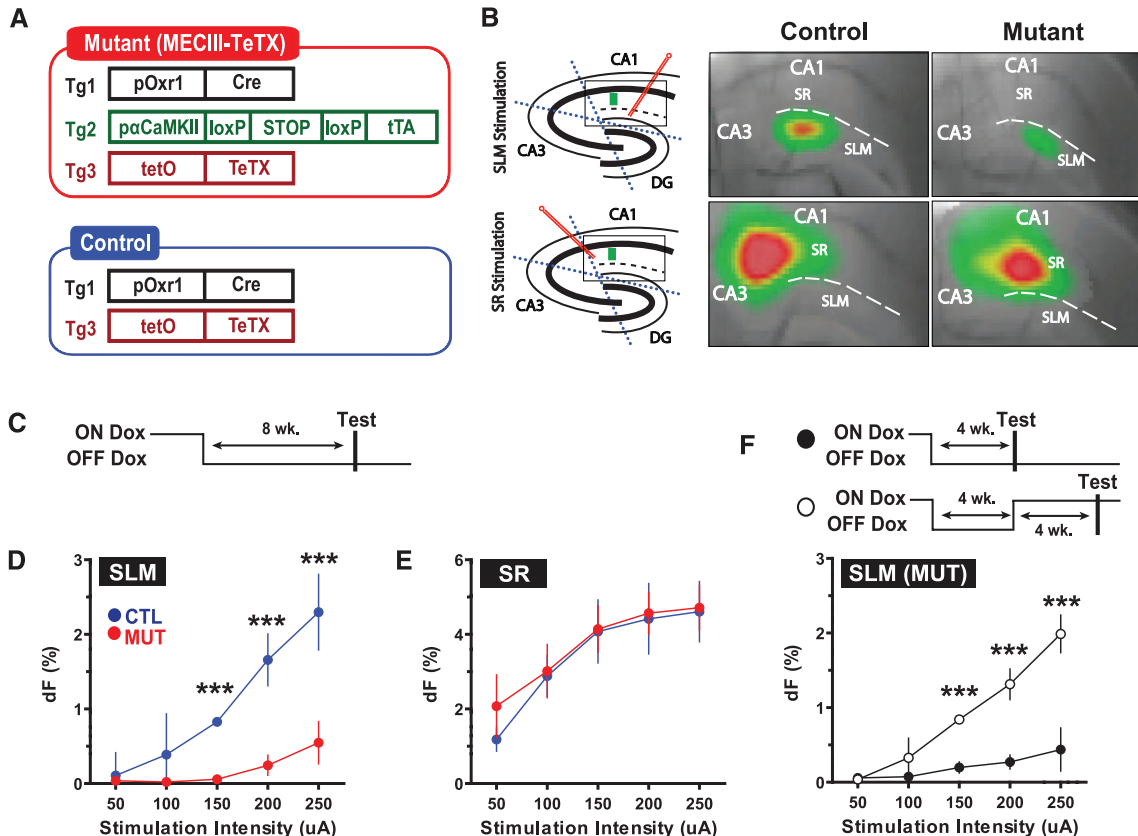 A
Mutant (MECIII-TeTX)
Tg1 pOxr1 Cre
Tg2 pαCaMKII loxP STOP loxP tTA
Tg3 tetO TeTX
Control
Tg1 pOxr1 Cre
Tg3 tetO TeTX
B
Control Mutant
SLM Stimulation
CA1
CA3
DG
CA1
SR
CA3
SLM
CA1
SR
CA3
SLM
SR Stimulation
CA1
CA3
DG
CA1
SR
CA3
SLM
CA1
SR
CA3
SLM
C
Test
ON Dox
8 wk.
OFF Dox
D
SLM
CTL
MUT
***
***
***
dF (%)
3
2
1
0
50 100 150 200 250
Stimulation Intensity (uA)
E
SR
dF (%)
6
4
2
0
50 100 150 200 250
Stimulation Intensity (uA)
F
Test
ON Dox
4 wk.
OFF Dox
Test
ON Dox
4 wk.
OFF Dox
4 wk.
SLM (MUT)
***
***
***
dF (%)
3
2
1
0
50 100 150 200 250
Stimulation Intensity (uA)